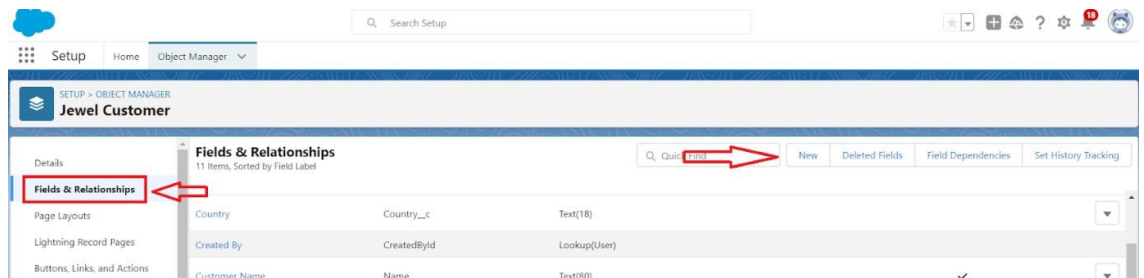 Search Setup
18
Setup Home Object Manager
SETUP > OBJECT MANAGER
Jewel Customer
Details
Fields & Relationships
Page Layouts
Lightning Record Pages
Buttons, Links, and Actions
Fields & Relationships
11 Items, Sorted by Field Label
Quick Find New Deleted Fields Field Dependencies Set History Tracking
Country Country__c Text(18)
Created By CreatedById Lookup(User)
Customer Name Name Text(80)